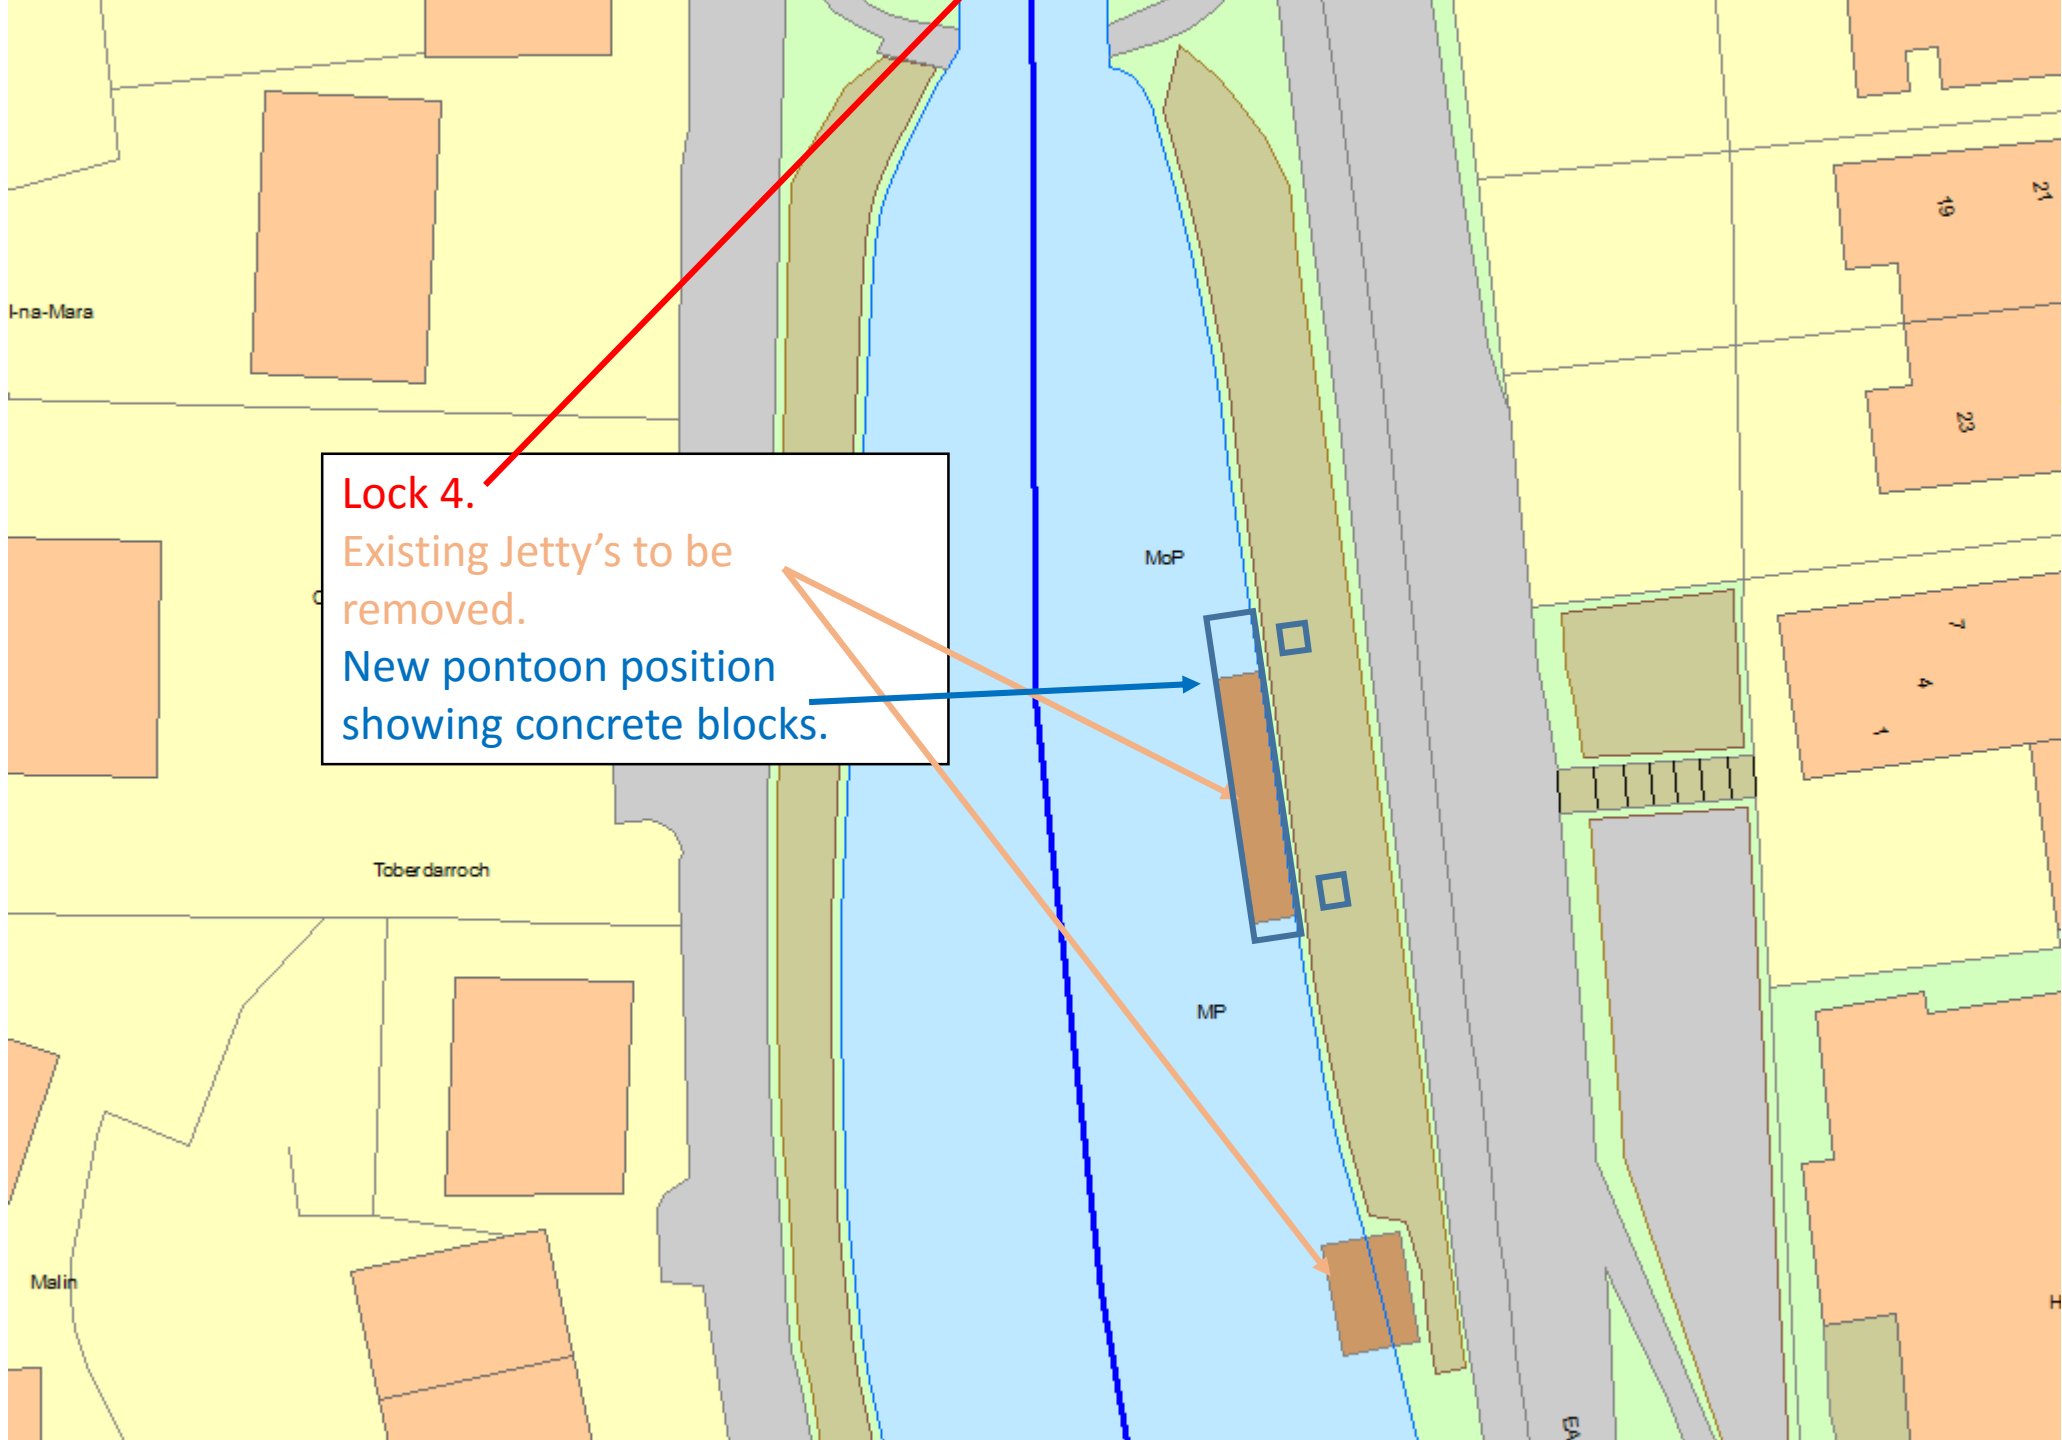 19
21
l-na-Mara
23
Lock 4.
Existing Jetty's to be
removed.
New pontoon position
showing concrete blocks.
MoP
7
4
1
Toberdarroch
MP
Malin
H
EA